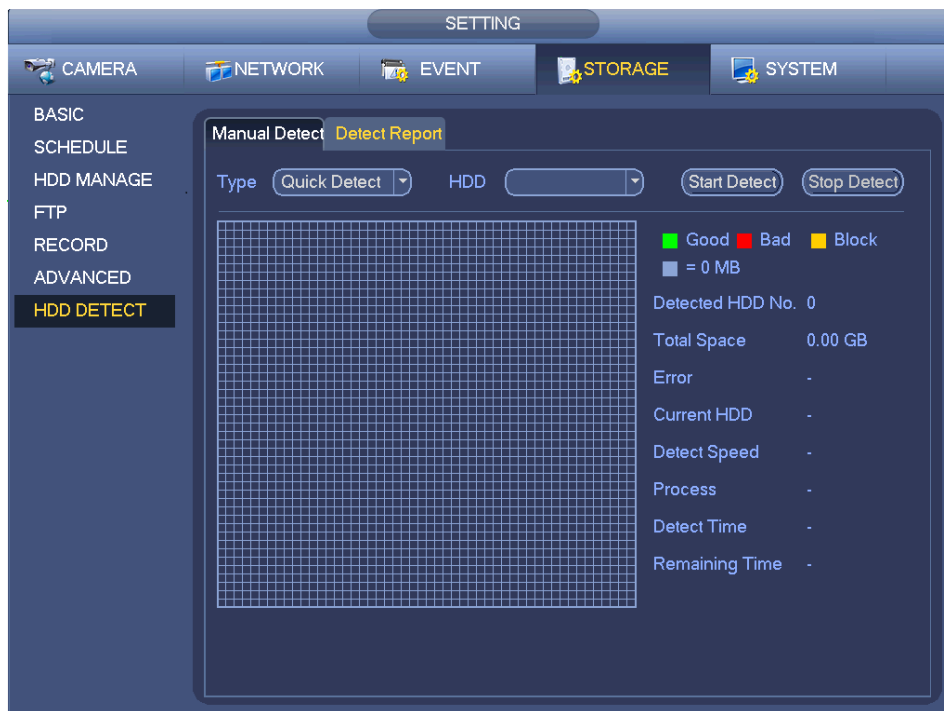 SETTING
CAMERA NETWORK EVENT STORAGE SYSTEM
BASIC
SCHEDULE
HDD MANAGE
FTP
RECORD
ADVANCED
HDD DETECT
Manual Detect Detect Report
Type Quick Detect HDD Start Detect Stop Detect
Good Bad Block
= 0 MB
Detected HDD No. 0
Total Space 0.00 GB
Error -
Current HDD -
Detect Speed -
Process -
Detect Time -
Remaining Time -